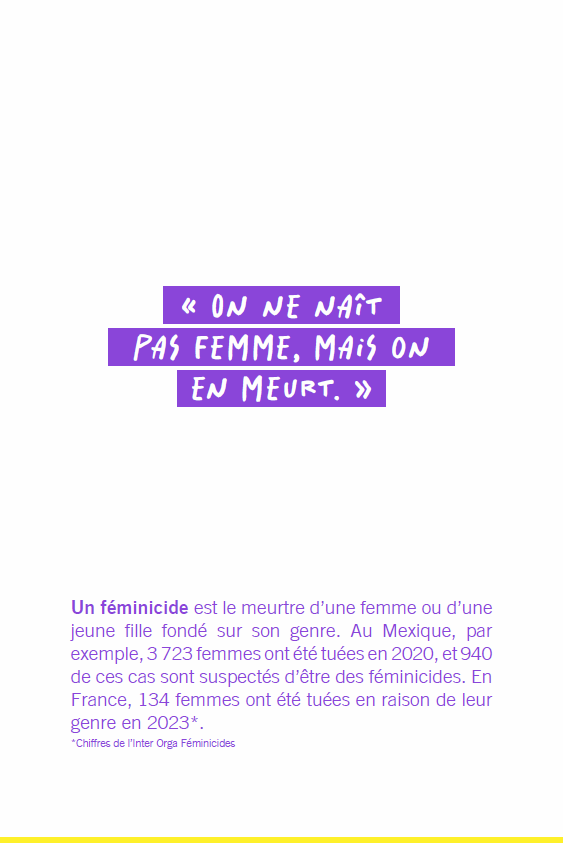 « ON NE NAÎT
PAS FEMME, MAIS ON
EN MEURT. »
Un féminicide est le meurtre d’une femme ou d’une
jeune fille fondé sur son genre. Au Mexique, par
exemple, 3 723 femmes ont été tuées en 2020, et 940
de ces cas sont suspectés d’être des féminicides. En
France, 134 femmes ont été tuées en raison de leur
genre en 2023*.
*Chiffres de l’Inter Orga Féminicides